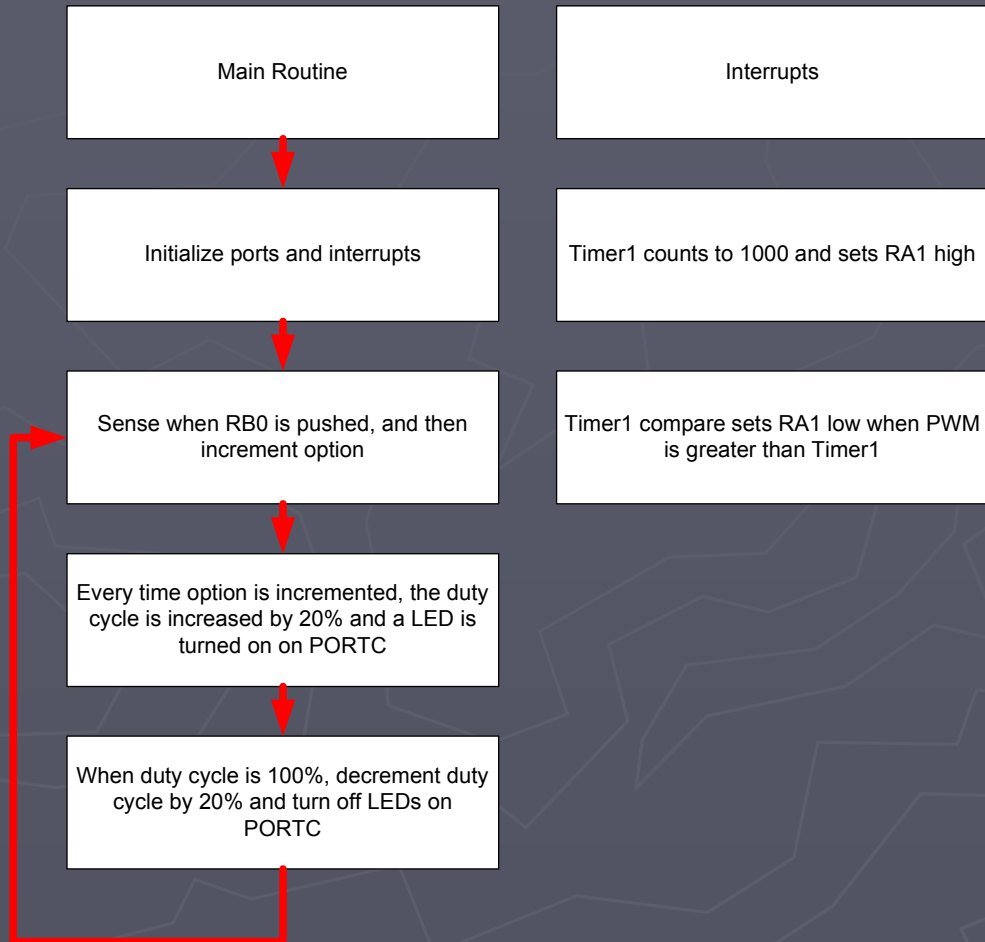 Main Routine
Initialize ports and interrupts
Sense when RB0 is pushed, and then
increment option
Every time option is incremented, the duty
cycle is increased by 20% and a LED is
turned on on PORTC
When duty cycle is 100%, decrement duty
cycle by 20% and turn off LEDs on
PORTC
Interrupts
Timer1 counts to 1000 and sets RA1 high
Timer1 compare sets RA1 low when PWM
is greater than Timer1